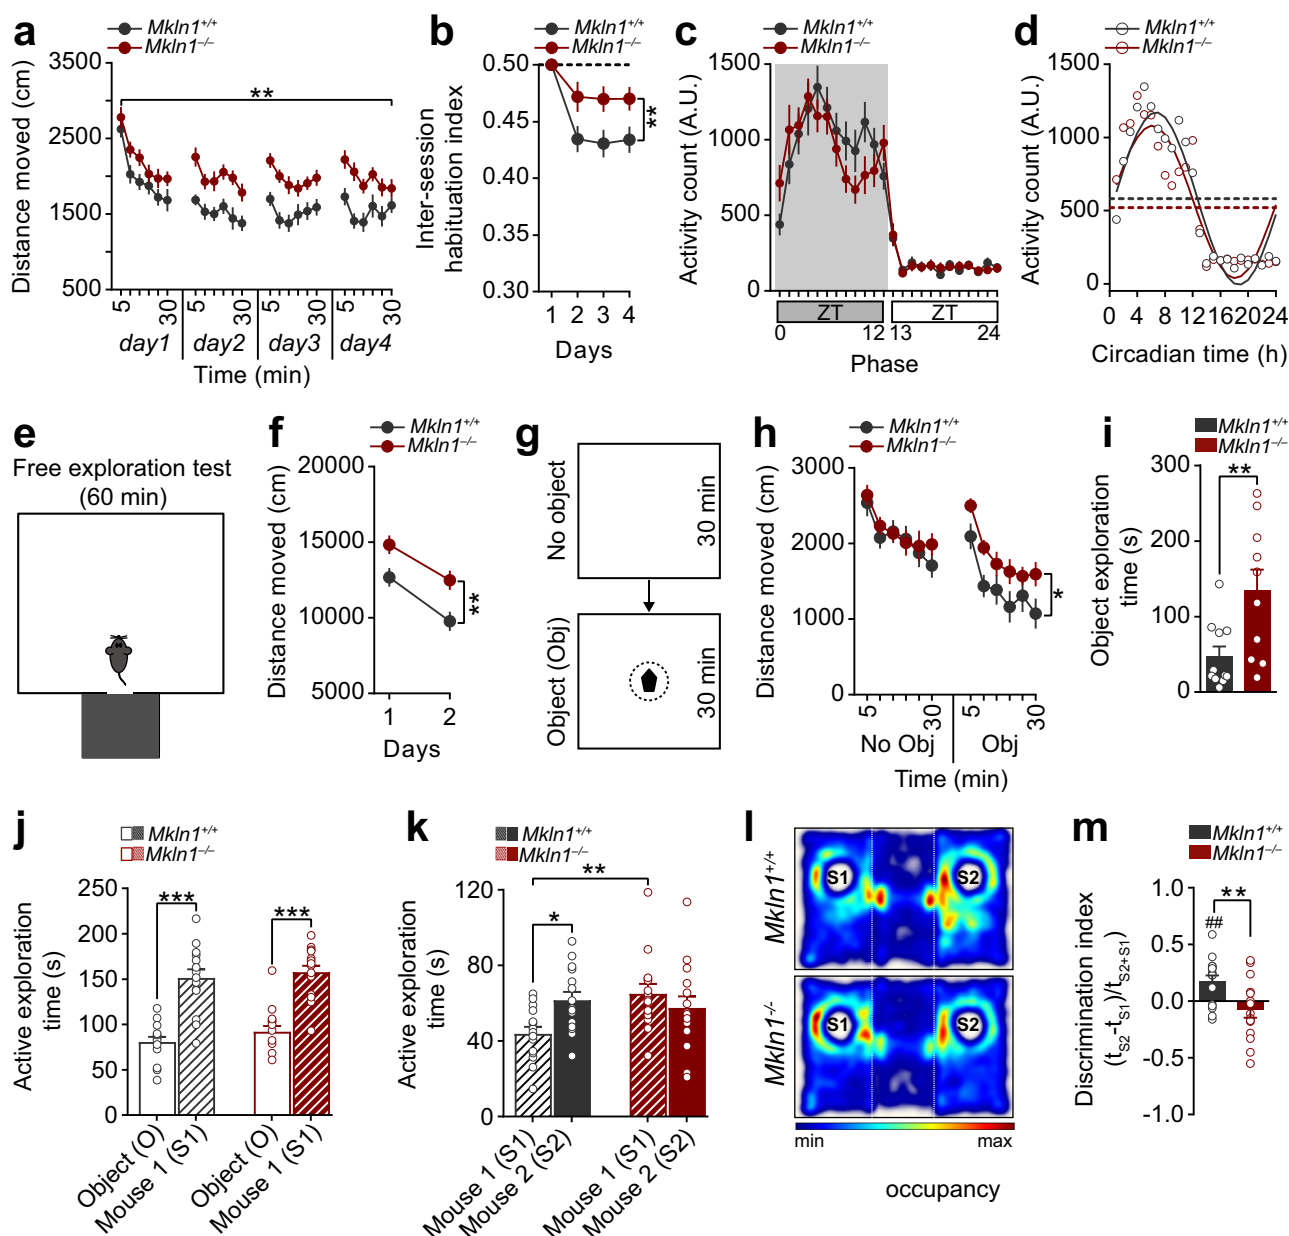 a
Mkln1+/+
Mkln1–/–
Distance moved (cm)
3500
2500
1500
500
**
5
30
5
30
5
30
5
30
day1
day2
day3
day4
Time (min)
b
Mkln1+/+
Mkln1–/–
Inter-session
habituation index
0.50
0.45
0.40
0.35
0.30
**
1
2
3
4
Days
c
Mkln1+/+
Mkln1–/–
Activity count (A.U.)
1500
1000
500
0
ZT
ZT
0
12
13
24
Phase
d
Mkln1+/+
Mkln1–/–
Activity count (A.U.)
1500
1000
500
0
0
4
8
12
16
20
24
Circadian time (h)
e
Free exploration test
(60 min)
f
Mkln1+/+
Mkln1–/–
Distance moved (cm)
20000
15000
10000
5000
**
1
2
Days
g
No object
30 min
Object (Obj)
30 min
h
Mkln1+/+
Mkln1–/–
Distance moved (cm)
3000
2000
1000
0
*
5
30
5
30
No Obj
Obj
Time (min)
i
Mkln1+/+
Mkln1–/–
Object exploration
time (s)
300
200
100
0
**
j
Mkln1+/+
Mkln1–/–
Active exploration
time (s)
250
200
150
100
50
0
***
***
Object (O)
Mouse 1 (S1)
Object (O)
Mouse 1 (S1)
k
Mkln1+/+
Mkln1–/–
Active exploration
time (s)
120
80
40
0
**
*
Mouse 1 (S1)
Mouse 2 (S2)
Mouse 1 (S1)
Mouse 2 (S2)
l
Mkln1+/+
S1
S2
Mkln1-/-
S1
S2
min
max
occupancy
m
Mkln1+/+
Mkln1–/–
Discrimination index
(tS2-tS1)/tS2+S1)
1.0
0.5
0.0
-0.5
-1.0
**
##